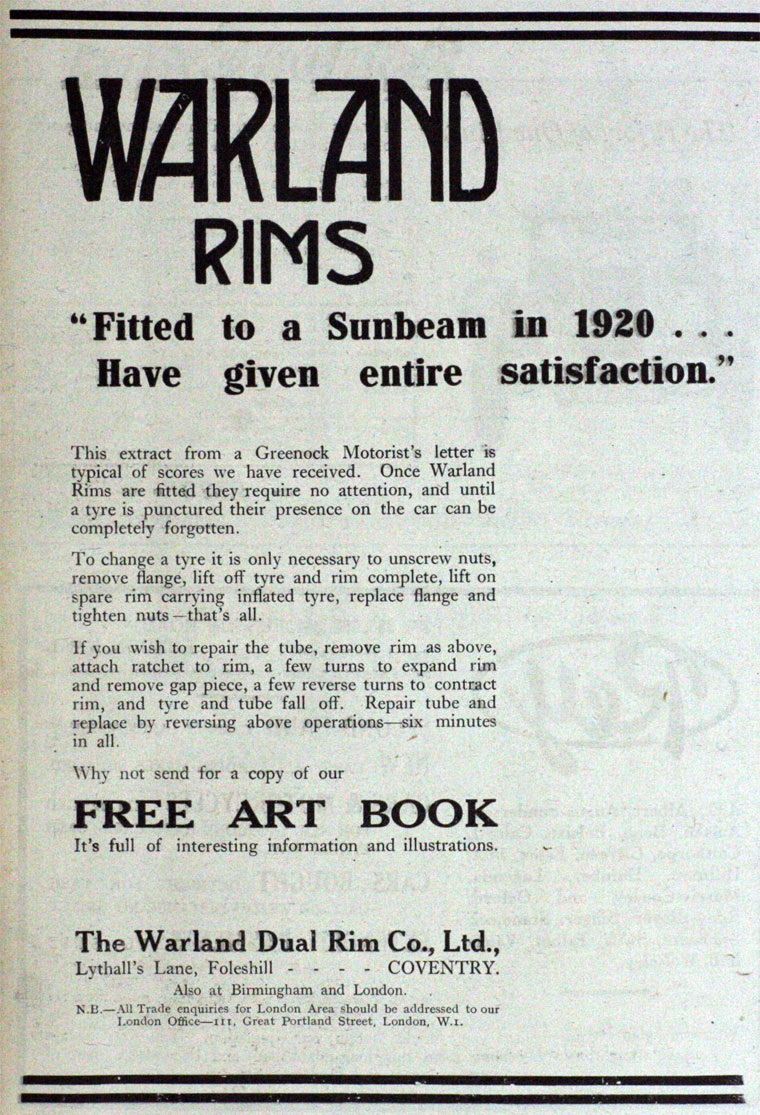 WARLAND
RIMS
“Fitted to a Sunbeam in 1920 . . .
Have given entire satisfaction.”
This extract from a Greenock Motorist's letter is
typical of scores we have received. Once Warland
Rims are fitted they require no attention, and until
a tyre is punctured their presence on the car can be
completely forgotten.
To change a tyre it is only necessary to unscrew nuts,
remove flange, lift off tyre and rim complete, lift on
spare rim carrying inflated tyre, replace flange and
tighten nuts—that's all.
If you wish to repair the tube, remove rim as above,
attach ratchet to rim, a few turns to expand rim
and remove gap piece, a few reverse turns to contract
rim, and tyre and tube fall off. Repair tube and
replace by reversing above operations—six minutes
in all.
Why not send for a copy of our
FREE ART BOOK
It's full of interesting information and illustrations.
The Warland Dual Rim Co., Ltd.,
Lythall's Lane, Foleshill - - - - COVENTRY.
Also at Birmingham and London.
N.B.—All Trade enquiries for London Area should be addressed to our
London Office—111, Great Portland Street, London, W.1.